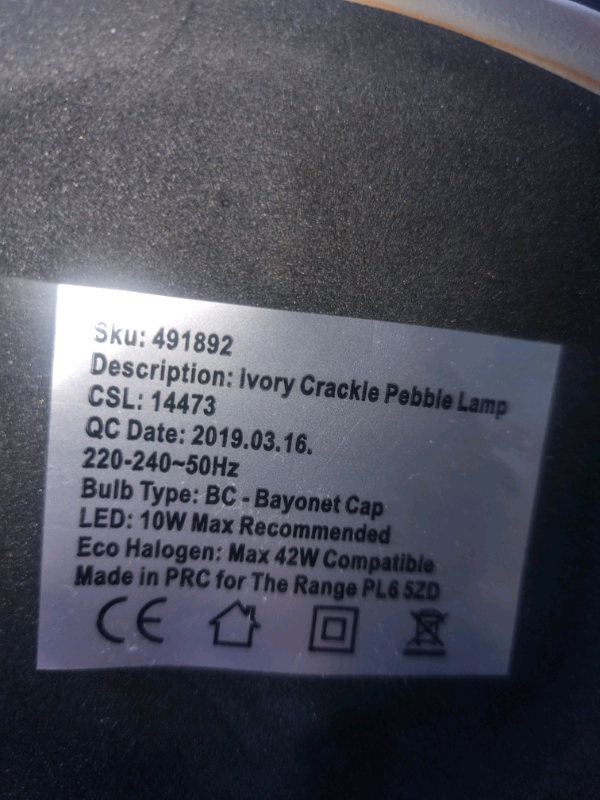 Sku: 491892
Description: Ivory Crackle Pebble Lamp
CSL: 14473
QC Date: 2019.03.16.
220-240~50Hz
Bulb Type: BC - Bayonet Cap
LED: 10W Max Recommended
Eco Halogen: Max 42W Compatible
Made in PRC for The Range PL6 5ZD
CE